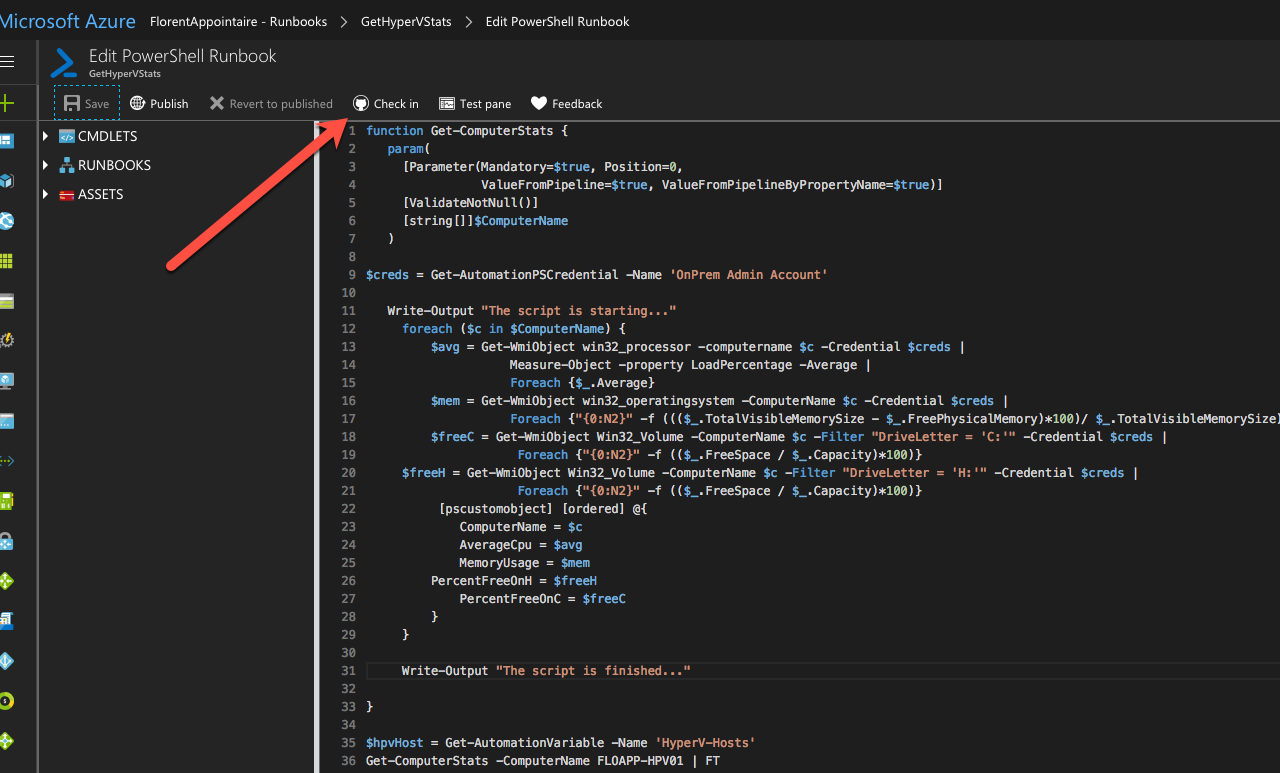 Microsoft Azure FlorentAppointaire - Runbooks > GetHyperVStats > Edit PowerShell Runbook
Edit PowerShell Runbook
GetHyperVStats
Save Publish Revert to published Check in Test pane Feedback
CMDLETS
RUNBOOKS
ASSETS
1 function Get-ComputerStats {
2 param(
3 [Parameter(Mandatory=$true, Position=0,
4 ValueFromPipeline=$true, ValueFromPipelineByPropertyName=$true)]
5 [ValidateNotNull()]
6 [string[]]$ComputerName
7 )
8
9 $creds = Get-AutomationPSCredential -Name 'OnPrem Admin Account'
10
11 Write-Output "The script is starting..."
12 foreach ($c in $ComputerName) {
13 $avg = Get-WmiObject win32_processor -computername $c -Credential $creds |
14 Measure-Object -property LoadPercentage -Average |
15 Foreach {$_.Average}
16 $mem = Get-WmiObject win32_operatingsystem -ComputerName $c -Credential $creds |
17 Foreach {"{0:N2}" -f ((($_.TotalVisibleMemorySize - $_.FreePhysicalMemory)*100)/ $_.TotalVisibleMemorySize)
18 $freeC = Get-WmiObject Win32_Volume -ComputerName $c -Filter "DriveLetter = 'C:'" -Credential $creds |
19 Foreach {"{0:N2}" -f (($_.FreeSpace / $_.Capacity)*100)}
20 $freeH = Get-WmiObject Win32_Volume -ComputerName $c -Filter "DriveLetter = 'H:'" -Credential $creds |
21 Foreach {"{0:N2}" -f (($_.FreeSpace / $_.Capacity)*100)}
22 [pscustomobject] [ordered] @{
23 ComputerName = $c
24 AverageCpu = $avg
25 MemoryUsage = $mem
26 PercentFreeOnH = $freeH
27 PercentFreeOnC = $freeC
28 }
29 }
30
31 Write-Output "The script is finished..."
32
33 }
34
35 $hpvHost = Get-AutomationVariable -Name 'HyperV-Hosts'
36 Get-ComputerStats -ComputerName FLOAPP-HPV01 | FT